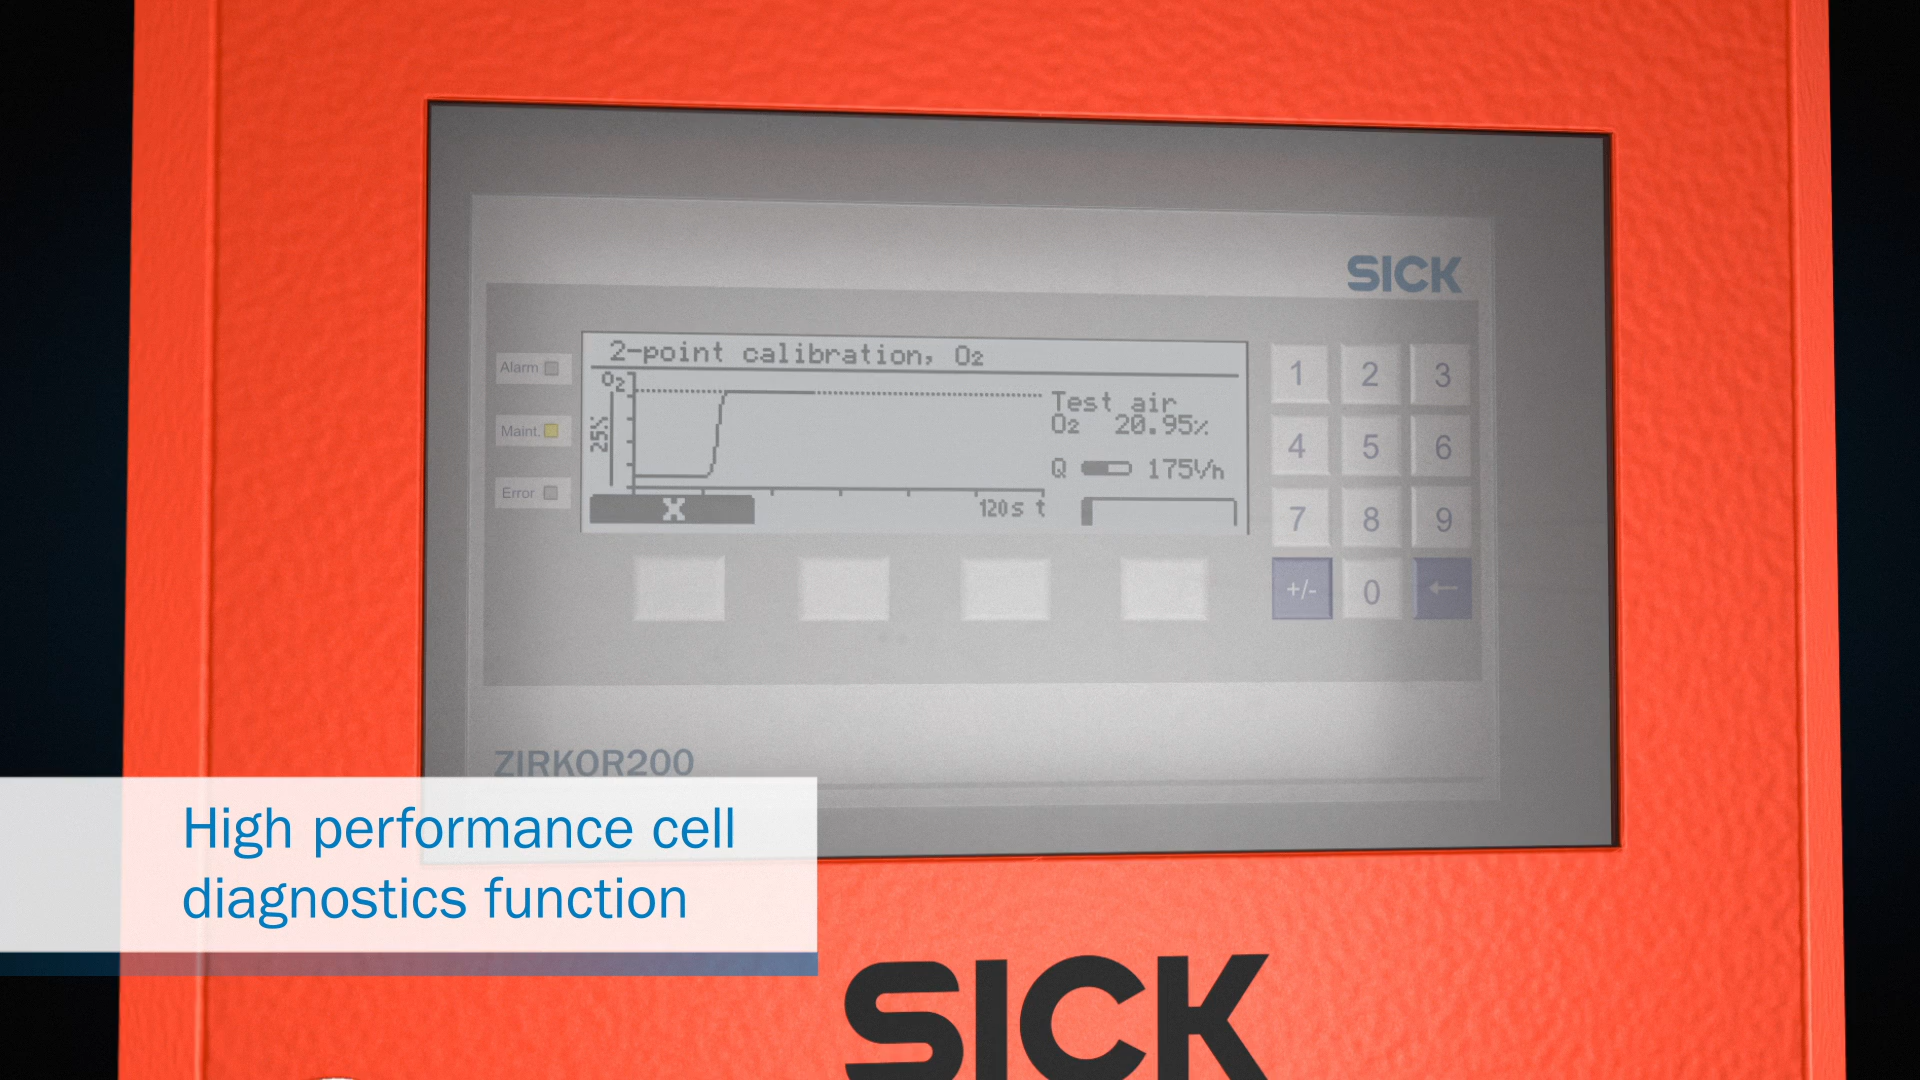 SICK
2-point calibration, O₂
Alarm
O₂
25%
Test air
O₂ 20.95%
Maint.
Q 175l/h
Error
X
120s t
1 2 3
4 5 6
7 8 9
+/- 0 ←
ZIRKOR200
High performance cell
diagnostics function
SICK